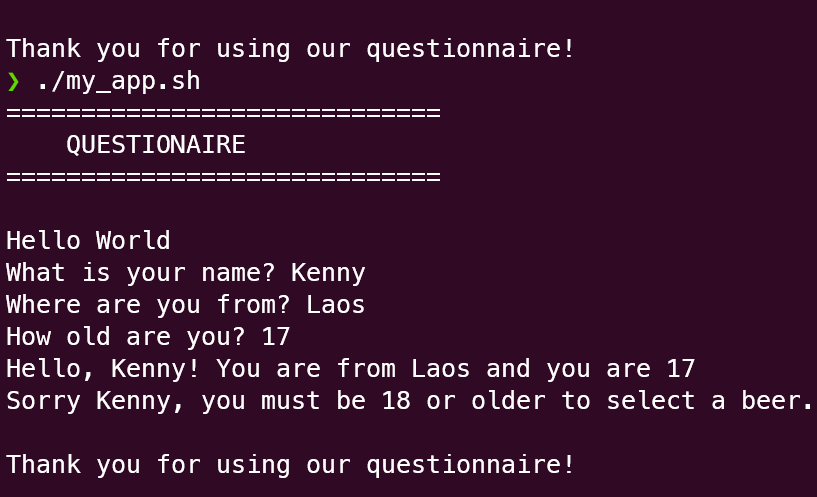 Thank you for using our questionnaire!
❯ ./my_app.sh
=============================
QUESTIONAIRE
=============================
Hello World
What is your name? Kenny
Where are you from? Laos
How old are you? 17
Hello, Kenny! You are from Laos and you are 17
Sorry Kenny, you must be 18 or older to select a beer.
Thank you for using our questionnaire!